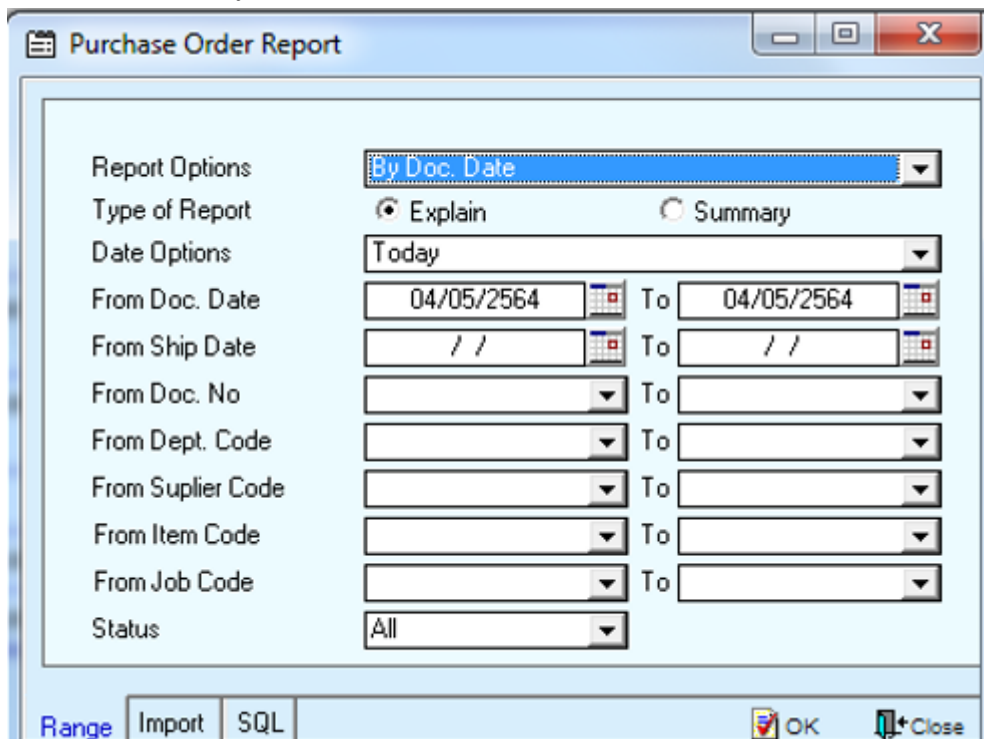 Purchase Order Report
Report Options By Doc. Date
Type of Report Explain Summary
Date Options Today
From Doc. Date 04/05/2564 To 04/05/2564
From Ship Date / / To / /
From Doc. No To
From Dept. Code To
From Suplier Code To
From Item Code To
From Job Code To
Status All
Range Import SQL OK Close